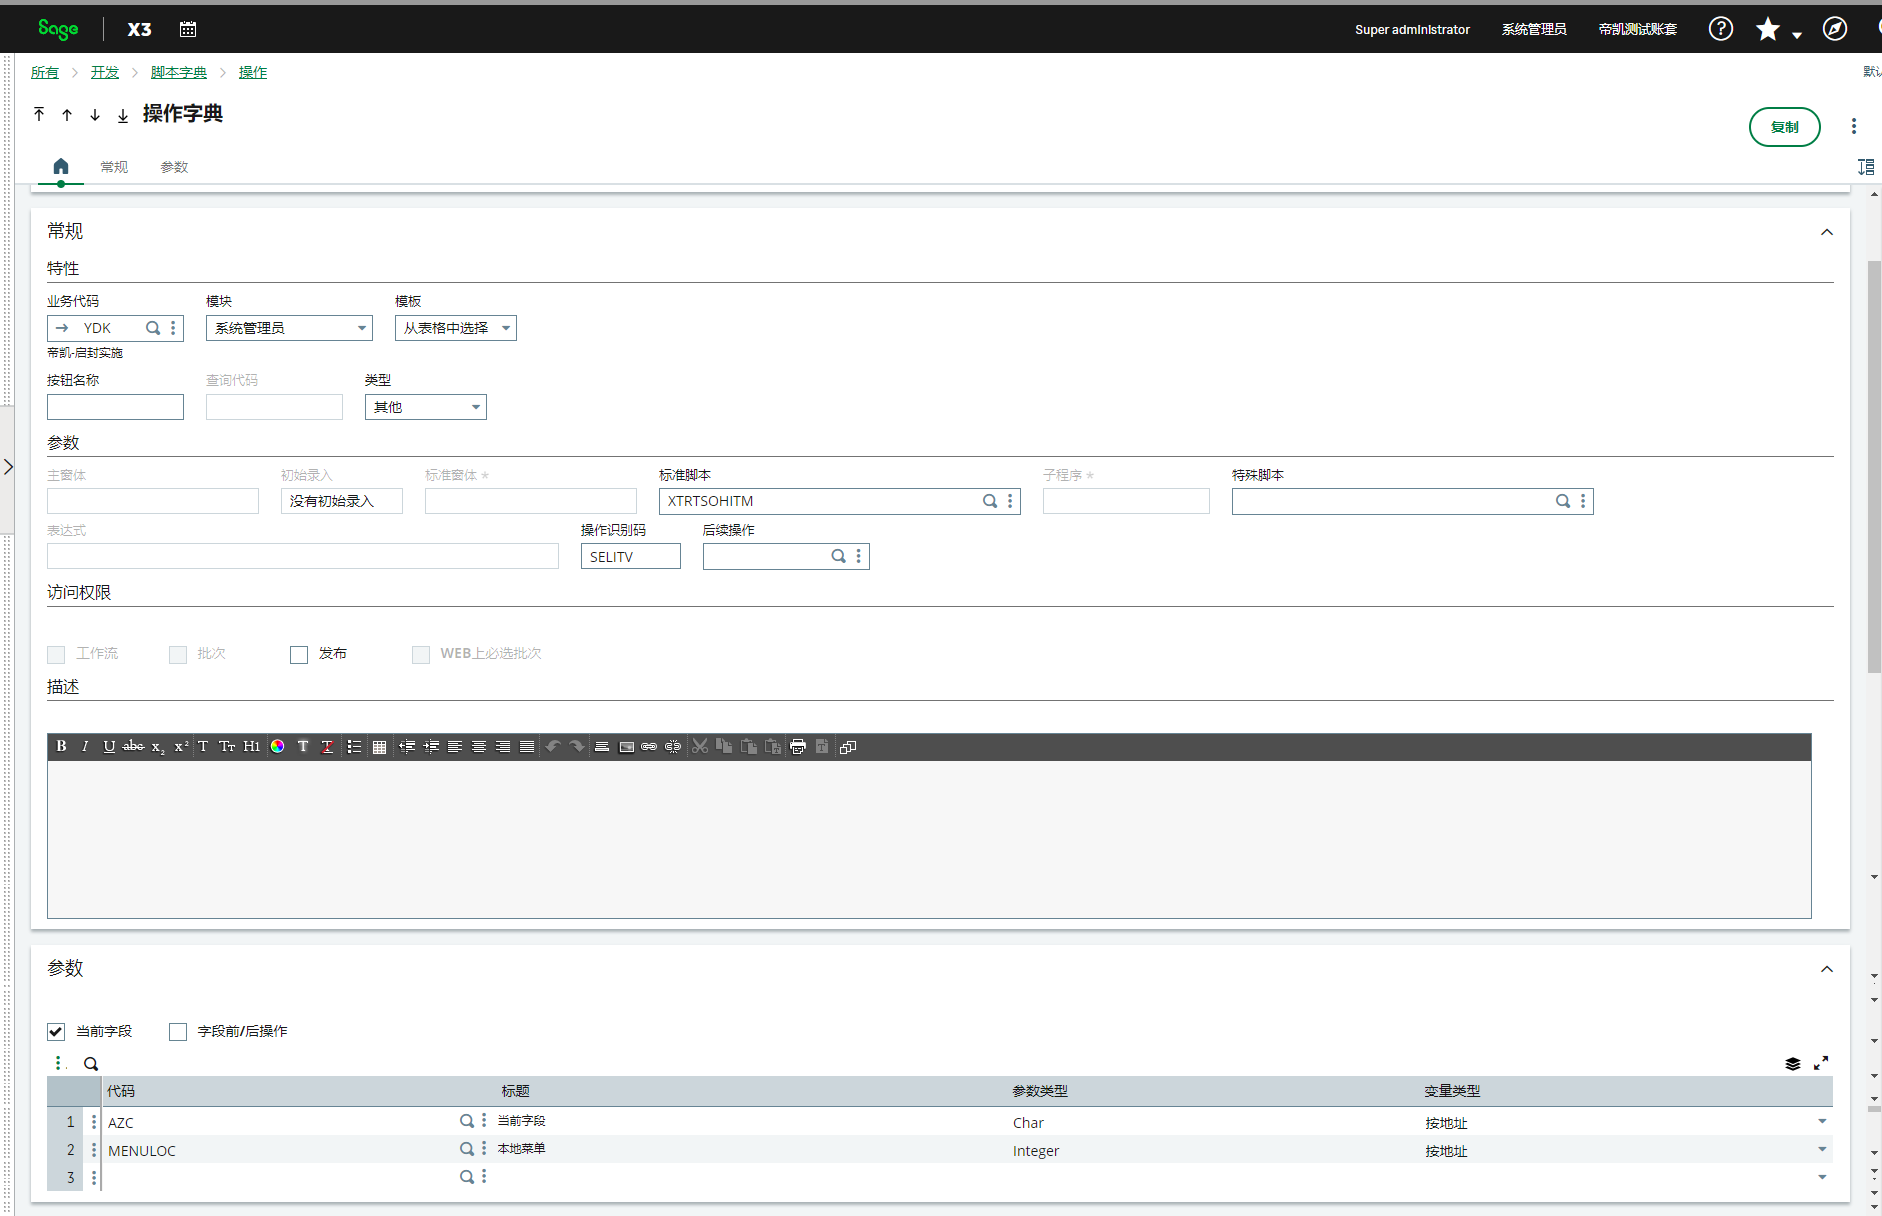 Sage X3 Super administrator 系统管理员 帝凯测试账套
所有 开发 脚本字典 操作
操作字典
复制
常规 参数
常规
特性
业务代码 模块 模板
YDK 系统管理员 从表格中选择
帝凯-启封实施
按钮名称 查询代码 类型
其他
参数
主窗体 初始录入 标准窗体 * 标准脚本 子程序 * 特殊脚本
没有初始录入 XTRTSOHITM
表达式 操作识别码 后续操作
SELITV
访问权限
工作流 批次 发布 WEB上必选批次
描述
B I U abc x₂ x² T Tт H1 T T
参数
当前字段 字段前/后操作
代码 标题 参数类型 变量类型
1 AZC 当前字段 Char 按地址
2 MENULOC 本地菜单 Integer 按地址
3